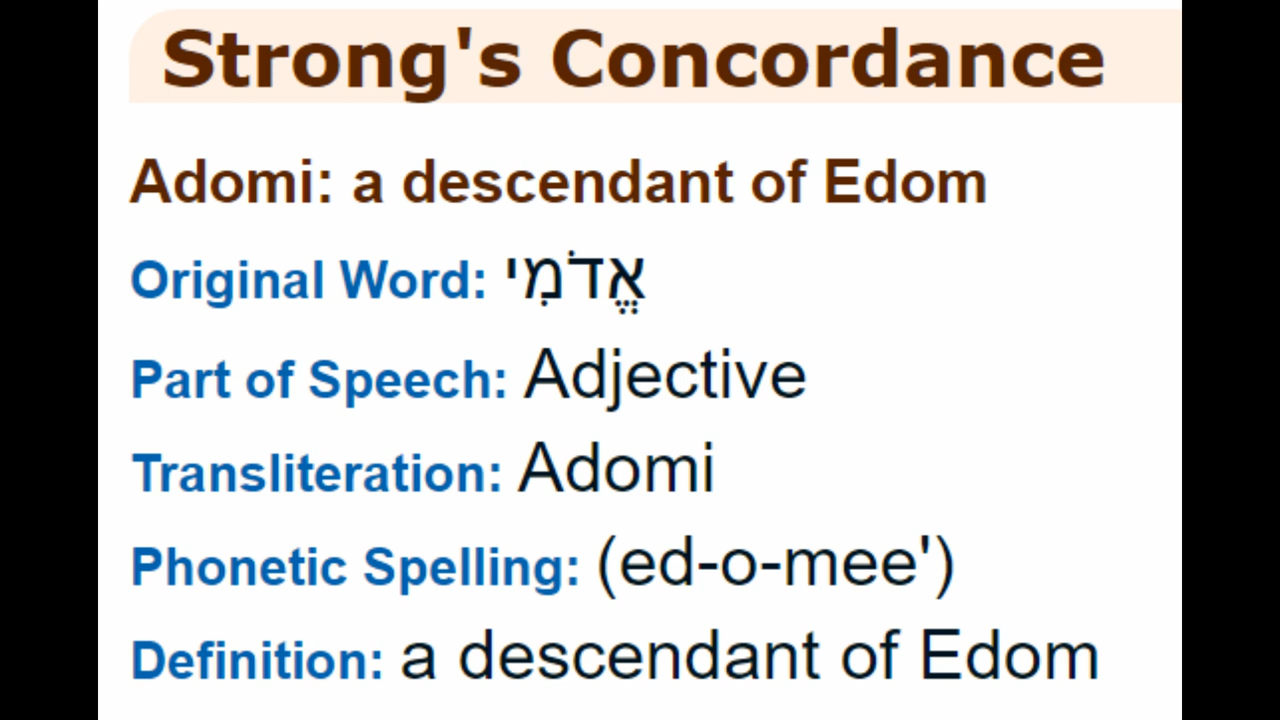 Strong's Concordance
Adomi: a descendant of Edom
Original Word: אֱדֹמִי
Part of Speech: Adjective
Transliteration: Adomi
Phonetic Spelling: (ed-o-mee')
Definition: a descendant of Edom